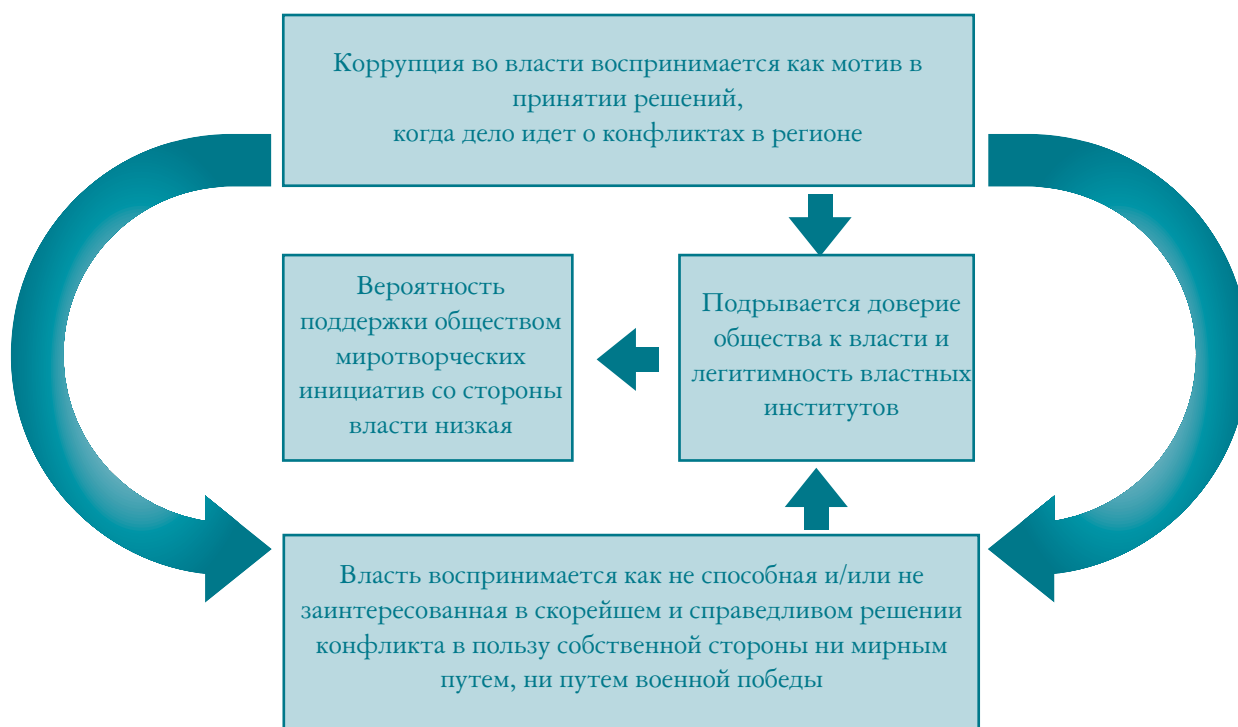 Коррупция во власти воспринимается как мотив в
принятии решений,
когда дело идет о конфликтах в регионе
Вероятность
поддержки обществом
миротворческих
инициатив со стороны
власти низкая
Подрывается доверие
общества к власти и
легитимность властных
институтов
Власть воспринимается как не способная и/или не
заинтересованная в скорейшем и справедливом решении
конфликта в пользу собственной стороны ни мирным
путем, ни путем военной победы